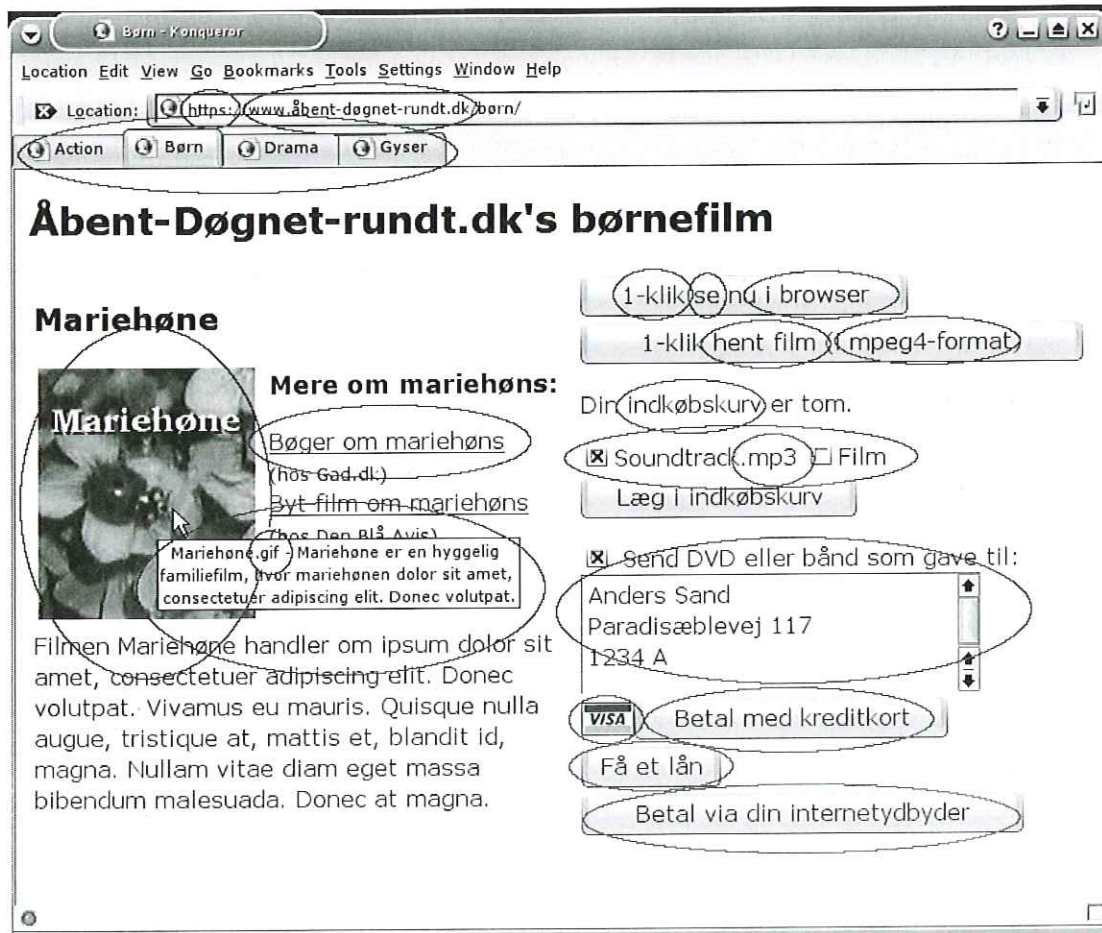 Børn - Konqueror
Location Edit View Go Bookmarks Tools Settings Window Help
Location: https://www.åbent-døgnet-rundt.dk/børn/
Action Børn Drama Gyser
Åbent-Døgnet-rundt.dk's børnefilm
Mariehøne
Mariehøne
Mere om mariehøns:
Bøger om mariehøns
(hos Gad.dk)
Byt film om mariehøns
(hos Den Blå Avis)
Mariehøne.gif - Mariehøne er en hyggelig
familiefilm, hvor mariehønen dolor sit amet,
consectetuer adipiscing elit. Donec volutpat.
Filmen Mariehøne handler om ipsum dolor sit
amet, consectetuer adipiscing elit. Donec
volutpat. Vivamus eu mauris. Quisque nulla
augue, tristique at, mattis et, blandit id,
magna. Nullam vitae diam eget massa
bibendum malesuada. Donec at magna.
1-klik se nu i browser
1-klik hent film (i mpeg4-format)
Din indkøbskurv er tom.
Soundtrack.mp3 Film
Læg i indkøbskurv
Send DVD eller bånd som gave til:
Anders Sand
Paradisæblevej 117
1234 A
VISA Betal med kreditkort
Få et lån
Betal via din internetydbyder